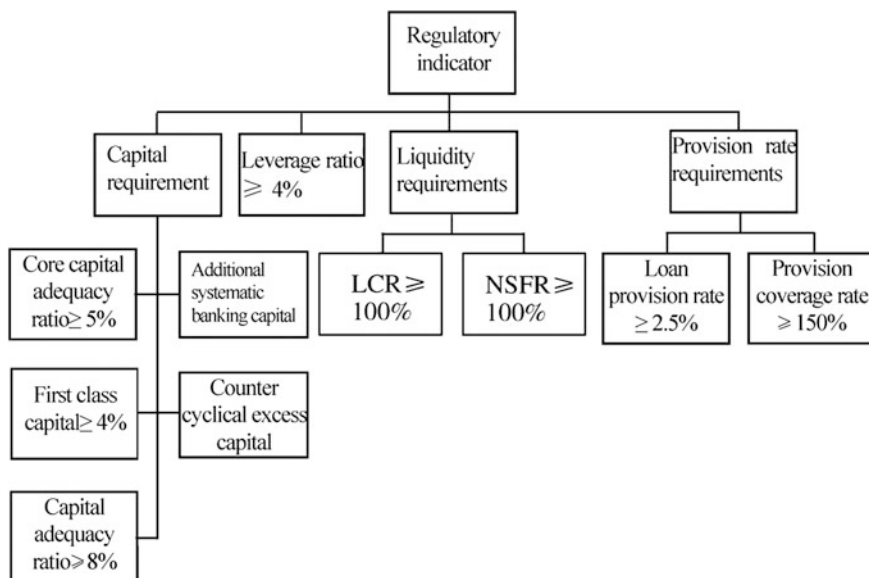 Regulatory
indicator
Capital
requirement
Leverage ratio
⩾ 4%
Liquidity
requirements
Provision rate
requirements
Core capital
adequacy
ratio≥ 5%
Additional
systematic
banking capital
LCR⩾
100%
NSFR⩾
100%
Loan
provision rate
≥ 2.5%
Provision
coverage rate
⩾ 150%
First class
capital≥ 4%
Counter
cyclical excess
capital
Capital
adequacy
ratio⩾8%